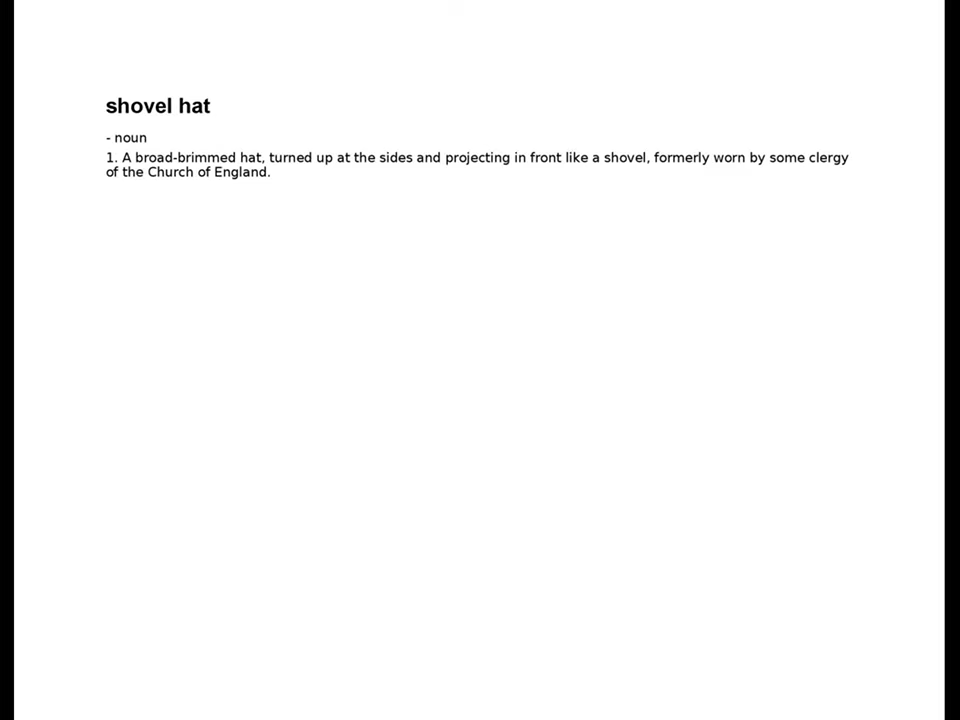 shovel hat
- noun
1. A broad-brimmed hat, turned up at the sides and projecting in front like a shovel, formerly worn by some clergy
of the Church of England.